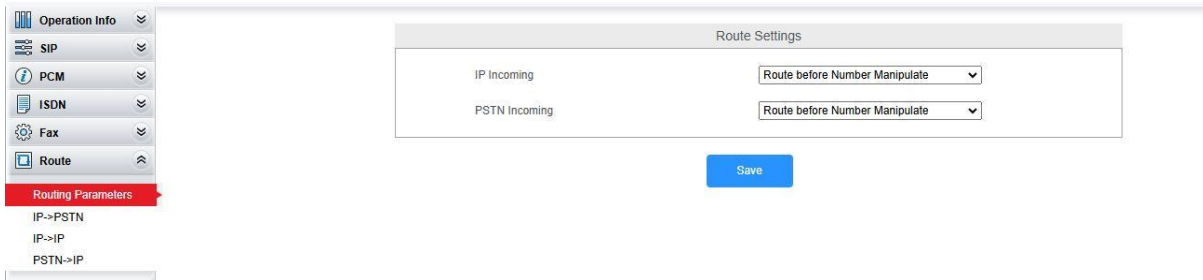 Operation Info
SIP
PCM
ISDN
Fax
Route
Routing Parameters
IP->PSTN
IP->IP
PSTN->IP
Route Settings
IP Incoming Route before Number Manipulate
PSTN Incoming Route before Number Manipulate
Save